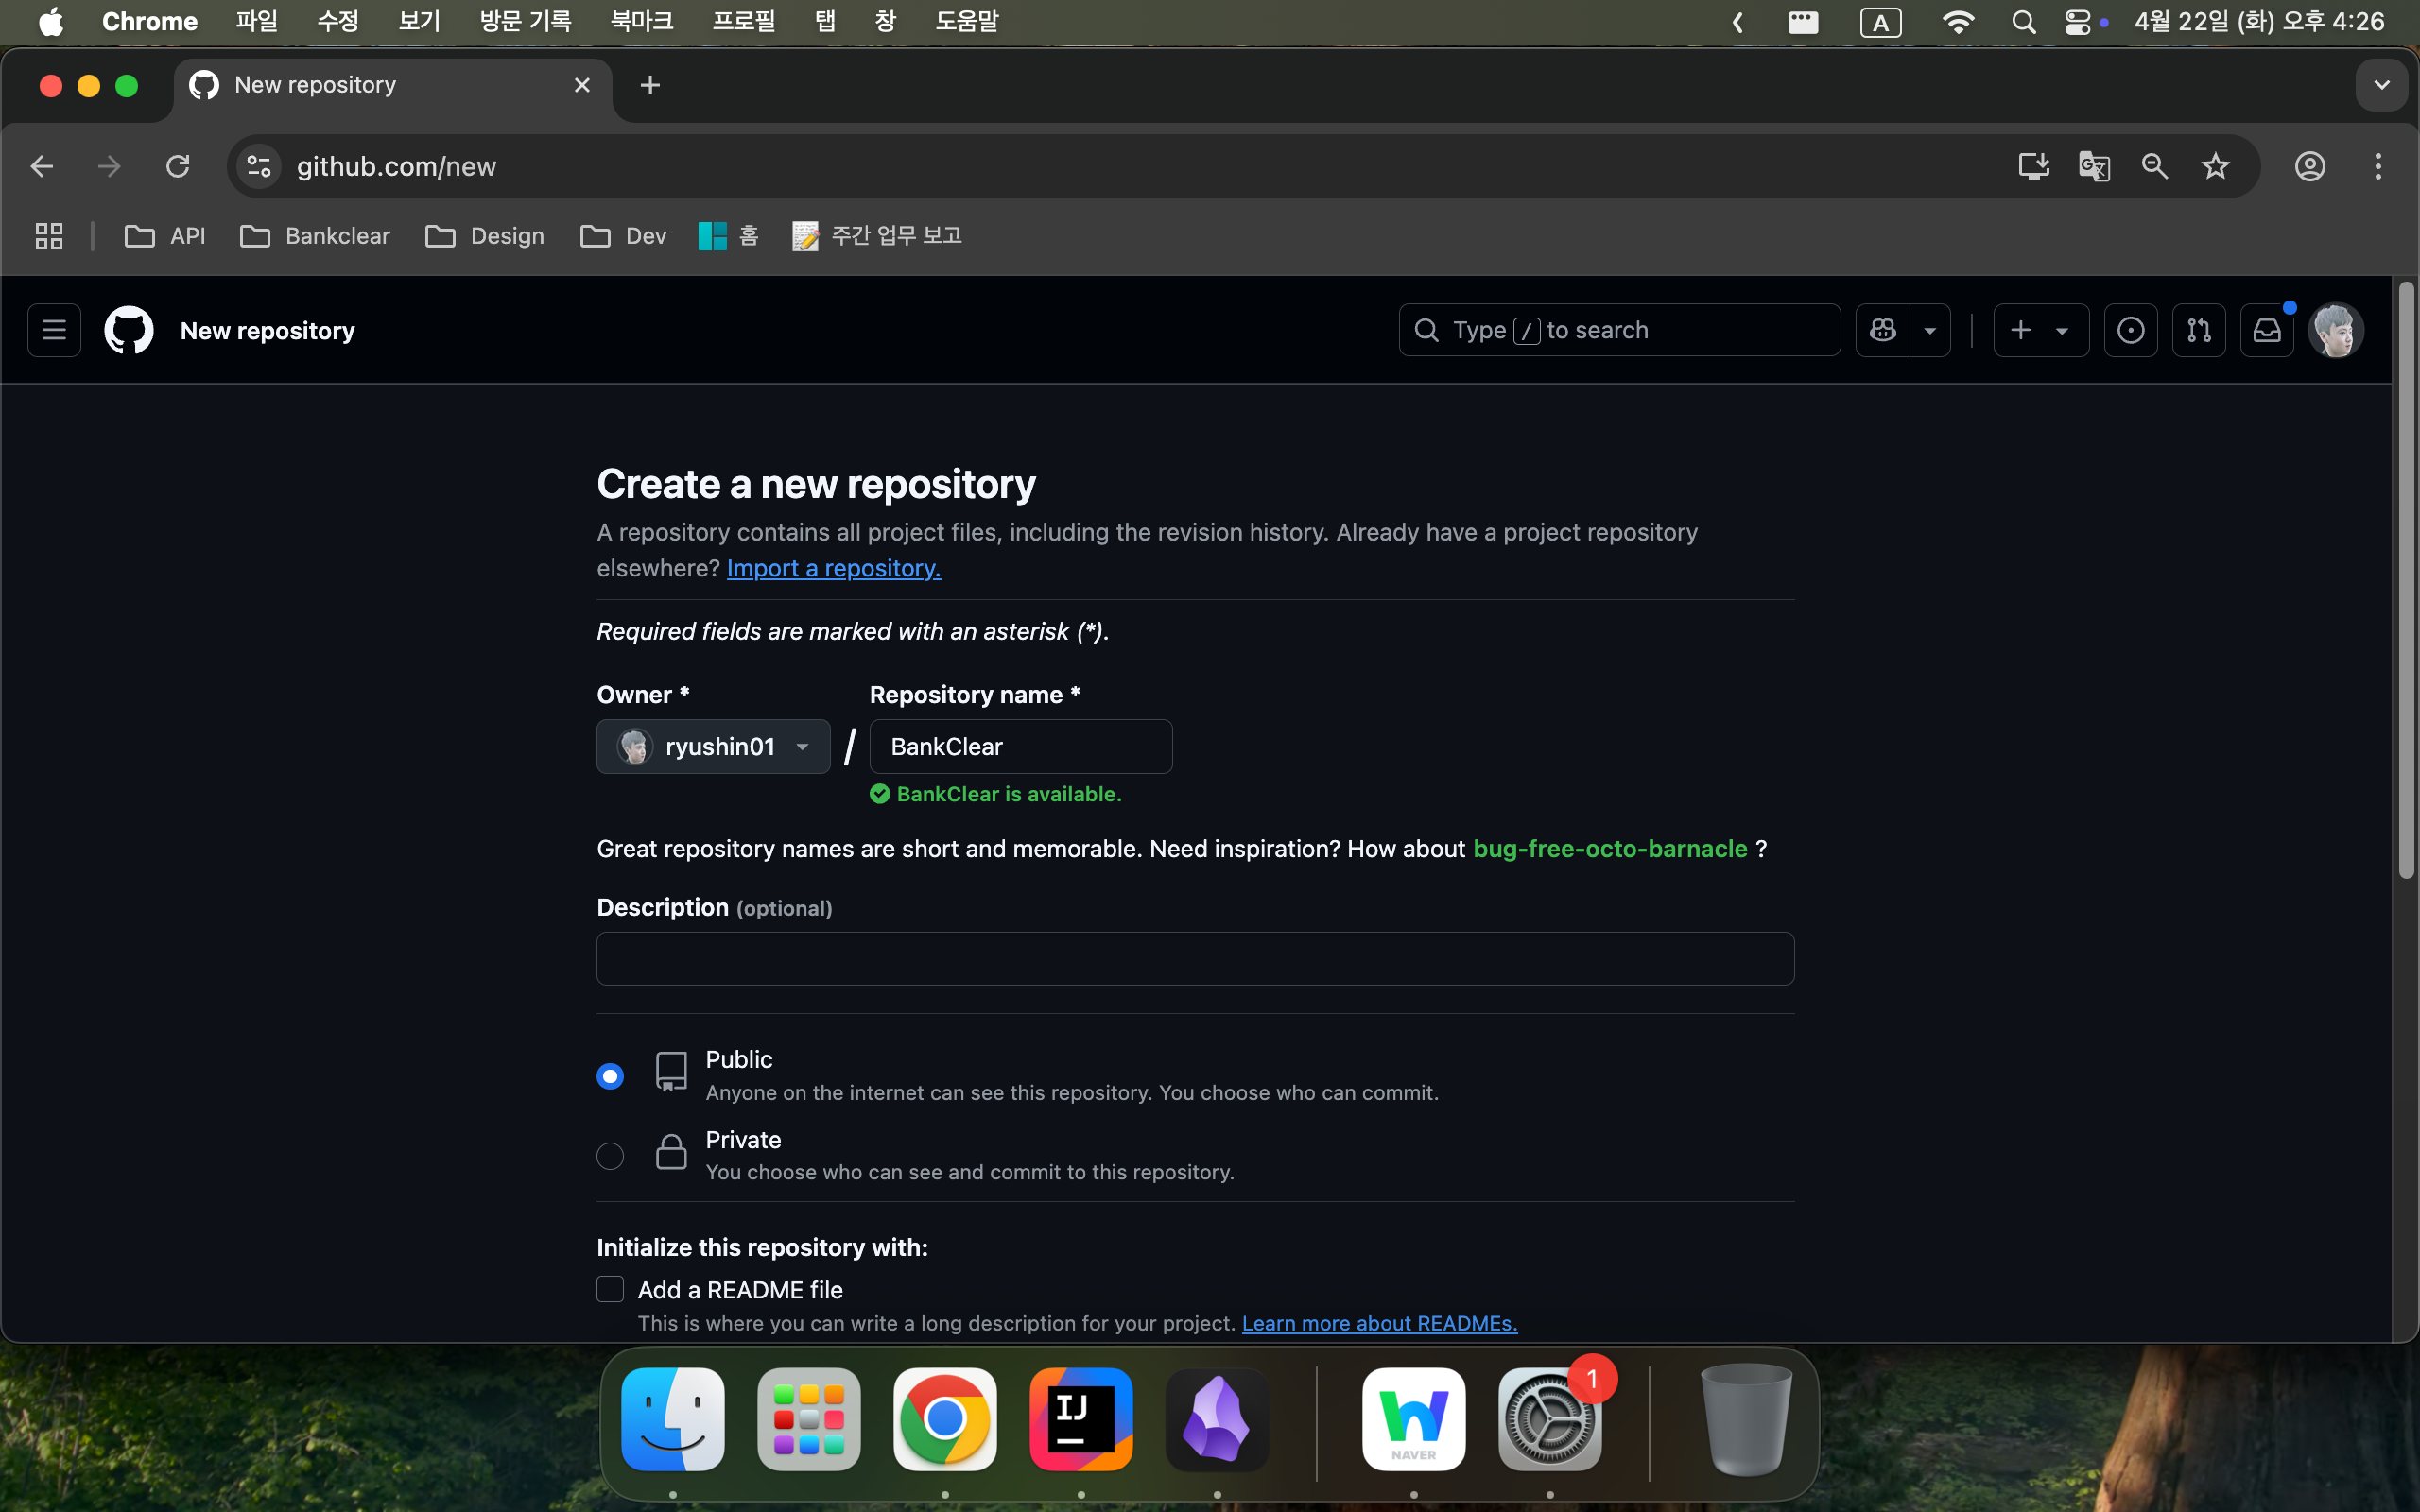 Chrome 파일 수정 보기 방문 기록 북마크 프로필 탭 창 도움말 A 4월 22일 (화) 오후 4:26
New repository
github.com/new
API Bankclear Design Dev 홈 주간 업무 보고
New repository Type / to search
Create a new repository
A repository contains all project files, including the revision history. Already have a project repository
elsewhere? Import a repository.
Required fields are marked with an asterisk (*).
Owner * Repository name *
ryushin01 / BankClear
BankClear is available.
Great repository names are short and memorable. Need inspiration? How about bug-free-octo-barnacle ?
Description (optional)
Public
Anyone on the internet can see this repository. You choose who can commit.
Private
You choose who can see and commit to this repository.
Initialize this repository with:
Add a README file
This is where you can write a long description for your project. Learn more about READMEs.
1
IJ
NAVER